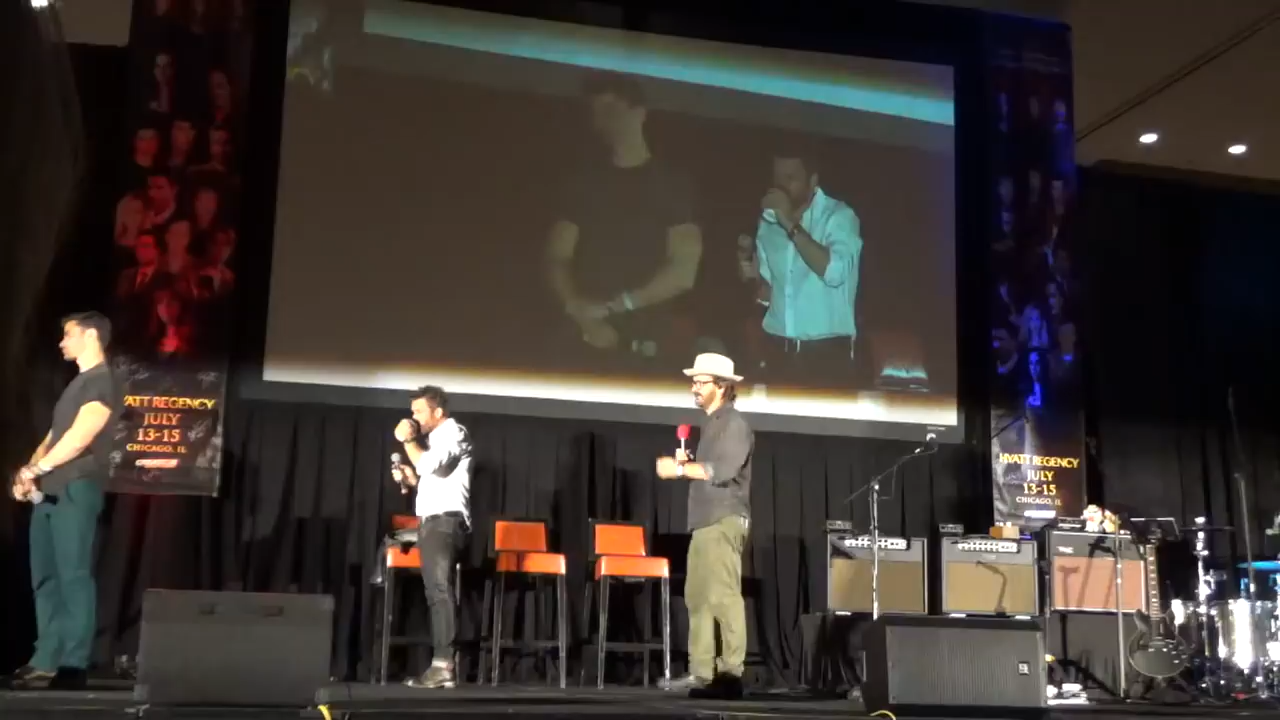 YATT REGENCY
JULY
13-15
CHICAGO, IL
HYATT REGENCY
JULY
13-15
CHICAGO, IL